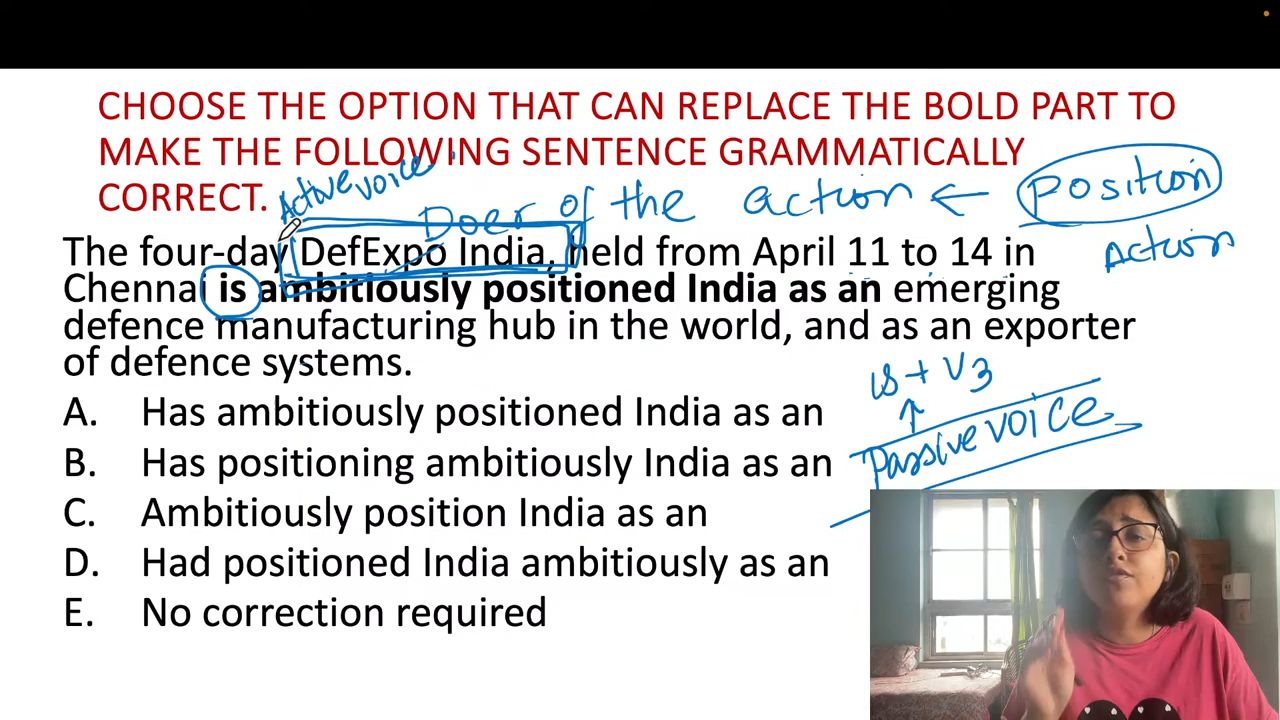 CHOOSE THE OPTION THAT CAN REPLACE THE BOLD PART TO
MAKE THE FOLLOWING SENTENCE GRAMMATICALLY
CORRECT.
Active voice.
Doer of the action ← position
Action
The four-day DefExpo India, held from April 11 to 14 in
Chennai is ambitiously positioned India as an emerging
defence manufacturing hub in the world, and as an exporter
of defence systems.
is + V3
Passive voice
A. Has ambitiously positioned India as an
B. Has positioning ambitiously India as an
C. Ambitiously position India as an
D. Had positioned India ambitiously as an
E. No correction required